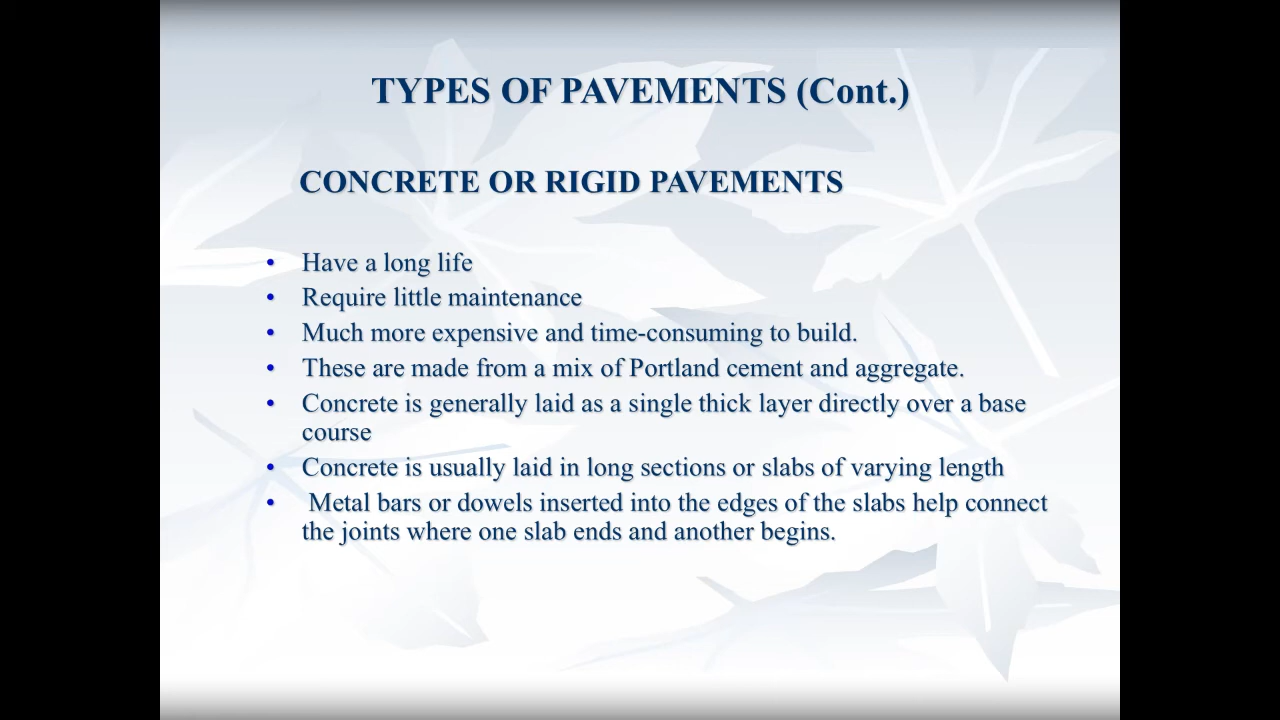 TYPES OF PAVEMENTS (Cont.)
CONCRETE OR RIGID PAVEMENTS
• Have a long life
• Require little maintenance
• Much more expensive and time-consuming to build.
• These are made from a mix of Portland cement and aggregate.
• Concrete is generally laid as a single thick layer directly over a base
course
• Concrete is usually laid in long sections or slabs of varying length
• Metal bars or dowels inserted into the edges of the slabs help connect
the joints where one slab ends and another begins.